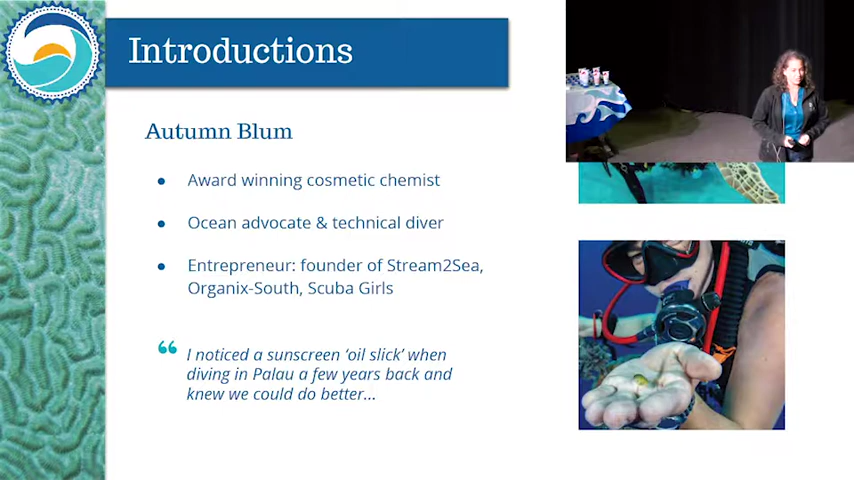 Introductions
Autumn Blum
● Award winning cosmetic chemist
● Ocean advocate & technical diver
● Entrepreneur: founder of Stream2Sea,
Organix-South, Scuba Girls
“ I noticed a sunscreen ‘oil slick’ when
diving in Palau a few years back and
knew we could do better...